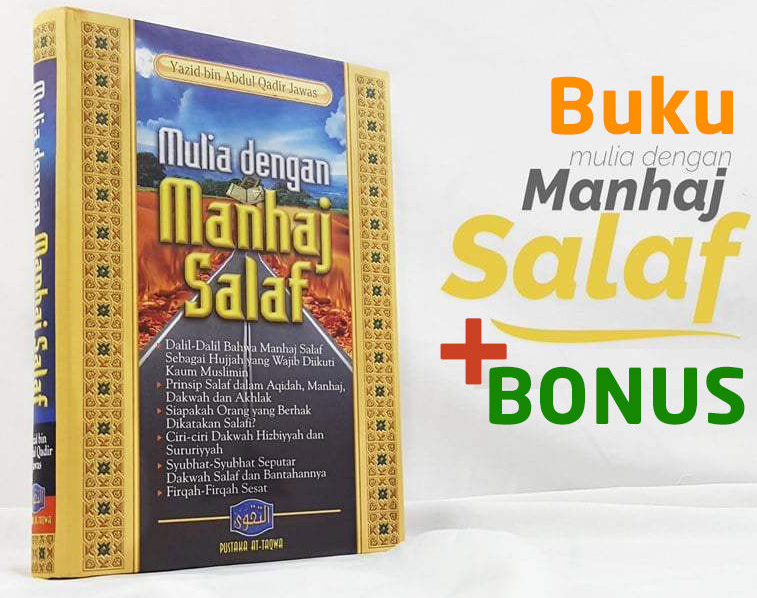 Yazid bin Abdul Qadir Jawas
Mulia dengan
Manhaj
Salaf
Dalil-Dalil Bahwa Manhaj Salaf
Sebagai Hujjah yang Wajib Diikuti
Kaum Muslimin
Prinsip Salaf dalam Aqidah, Manhaj,
Dakwah dan Akhlak
Siapakah Orang yang Berhak
Dikatakan Salafi?
Ciri-ciri Dakwah Hizbiyyah dan
Sururiyyah
Syubhat-Syubhat Seputar
Dakwah Salaf dan Bantahannya
Firqah-Firqah Sesat
التقوى
PUSTAKA AT-TAQWA
Mulia dengan Manhaj Salaf
Buku
mulia dengan
Manhaj
Salaf
+BONUS